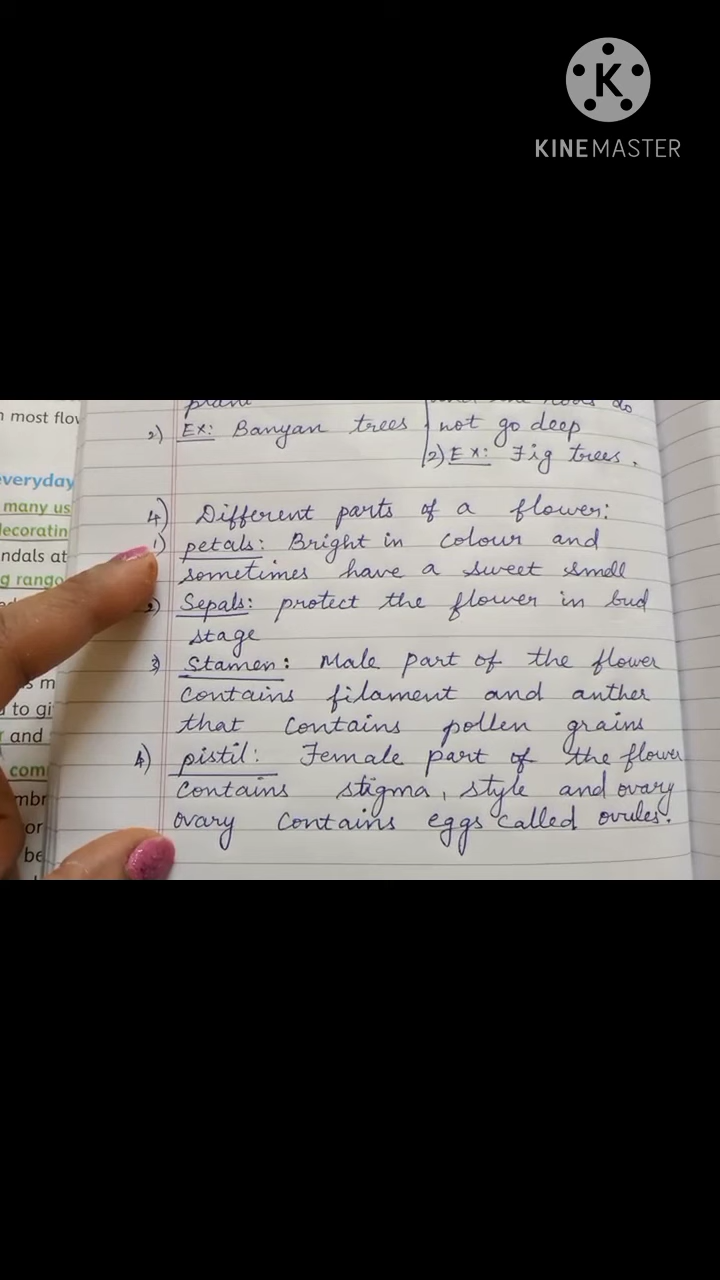 KINEMASTER
plant
2) Ex: Banyan trees
not go deep
2) Ex: Fig trees.
4) Different parts of a flower:
1) petals: Bright in colour and
sometimes have a sweet smell
2) Sepals: protect the flower in bud
stage
3) Stamen: Male part of the flower
contains filament and anther
that contains pollen grains
4) pistil: Female part of the flower
contains stigma, style and ovary
ovary contains eggs called ovules.
most flo
everyday
many us
decoratin
ndals at
g rango
s m
to gi
and
com
mbr
or
be